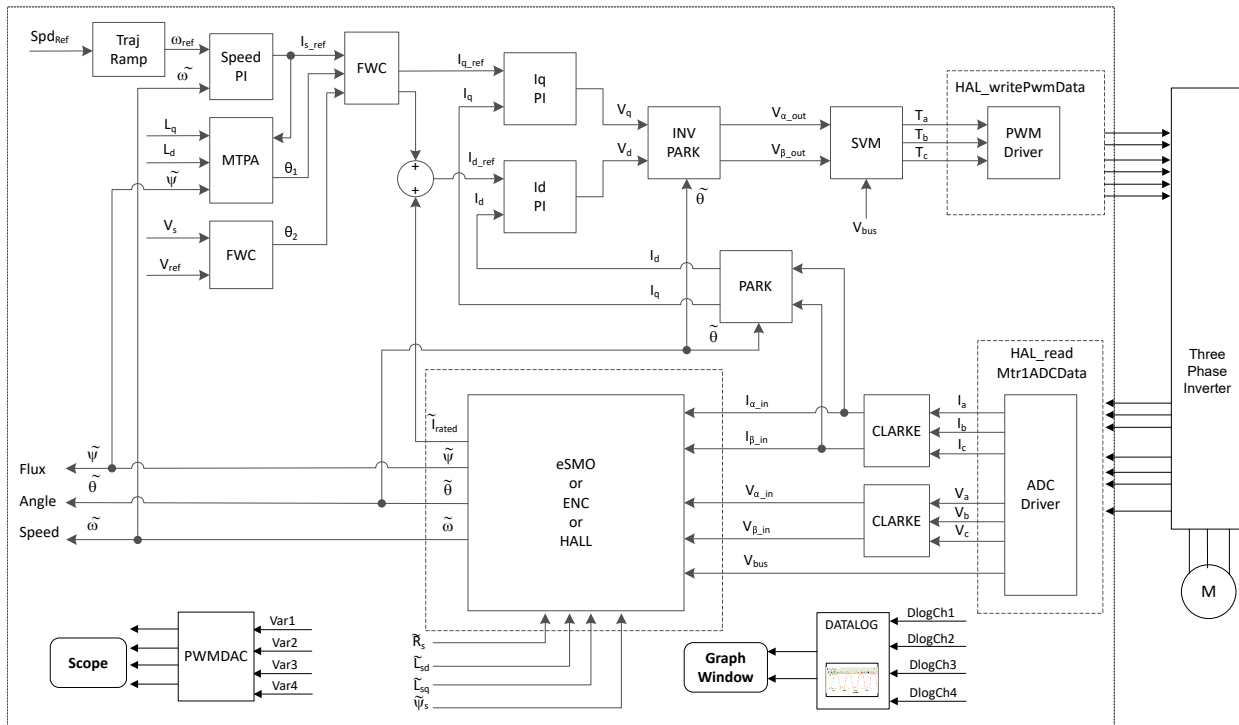 Spd_Ref
Traj
Ramp
ω_ref
ω̃
Speed
PI
I_s_ref
FWC
L_q
L_d
ψ̃
MTPA
θ_1
V_s
V_ref
FWC
θ_2
+
+
I_q_ref
I_q
Iq
PI
V_q
I_d_ref
I_d
Id
PI
V_d
INV
PARK
θ̃
V_α_out
V_β_out
SVM
V_bus
T_a
T_b
T_c
HAL_writePwmData
PWM
Driver
Three
Phase
Inverter
M
I_d
I_q
PARK
θ̃
HAL_read
Mtr1ADCData
ADC
Driver
I_a
I_b
I_c
CLARKE
I_α_in
I_β_in
V_a
V_b
V_c
CLARKE
V_α_in
V_β_in
V_bus
eSMO
or
ENC
or
HALL
Ĩ_rated
ψ̃
θ̃
ω̃
Flux
ψ̃
Angle
θ̃
Speed
ω̃
R̃_s
L̃_sd
L̃_sq
ψ̃_s
Scope
PWMDAC
Var1
Var2
Var3
Var4
Graph
Window
DATALOG
DlogCh1
DlogCh2
DlogCh3
DlogCh4